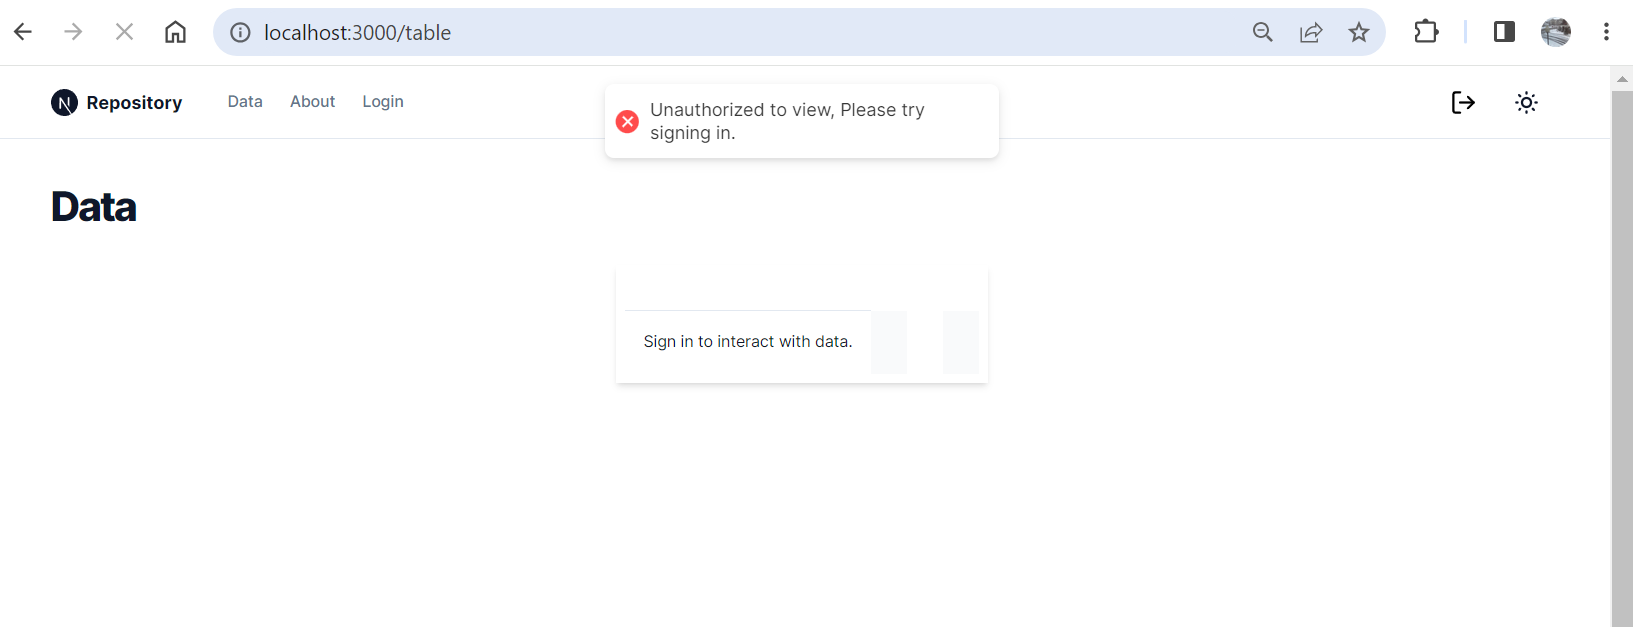 localhost:3000/table
N Repository Data About Login
Unauthorized to view, Please try
signing in.
Data
Sign in to interact with data.